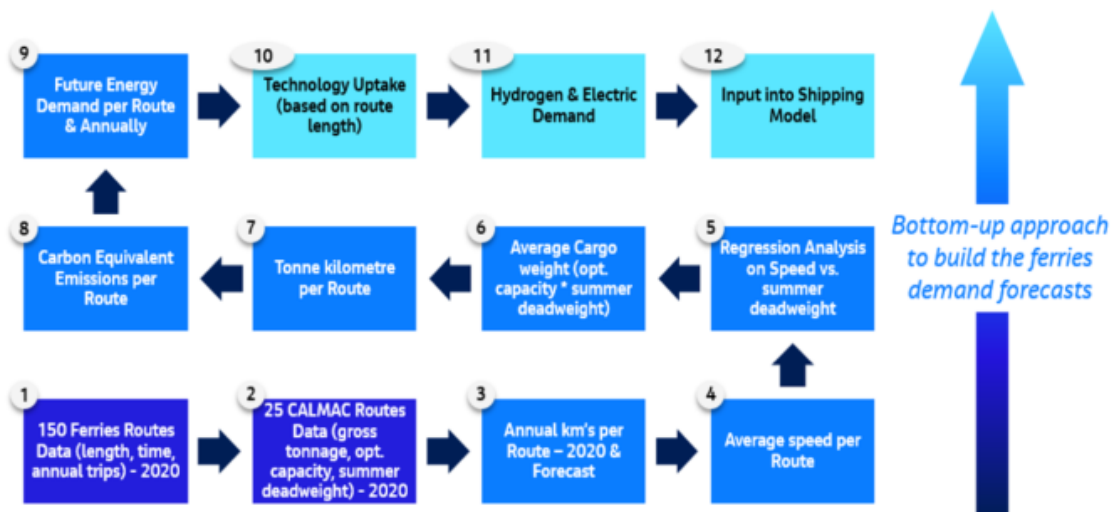 9
Future Energy
Demand per Route
& Annually
10
Technology Uptake
(based on route
length)
11
Hydrogen & Electric
Demand
12
Input into Shipping
Model
8
Carbon Equivalent
Emissions per
Route
7
Tonne kilometre
per Route
6
Average Cargo
weight (opt.
capacity * summer
deadweight)
5
Regression Analysis
on Speed vs.
summer
deadweight
Bottom-up approach
to build the ferries
demand forecasts
1
150 Ferries Routes
Data (length, time,
annual trips) - 2020
2
25 CALMAC Routes
Data (gross
tonnage, opt.
capacity, summer
deadweight) - 2020
3
Annual km's per
Route – 2020 &
Forecast
4
Average speed per
Route